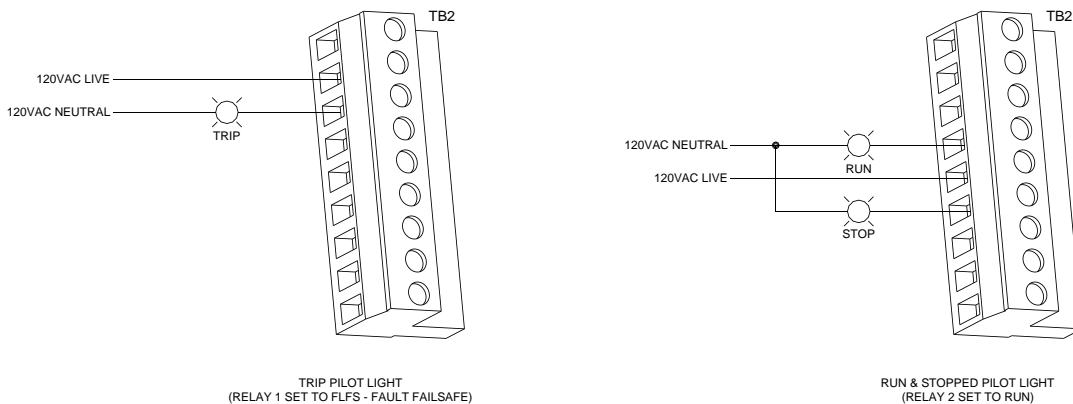 TB2
120VAC LIVE
120VAC NEUTRAL
TRIP
TRIP PILOT LIGHT
(RELAY 1 SET TO FLFS - FAULT FAILSAFE)
TB2
120VAC NEUTRAL
RUN
120VAC LIVE
STOP
RUN & STOPPED PILOT LIGHT
(RELAY 2 SET TO RUN)